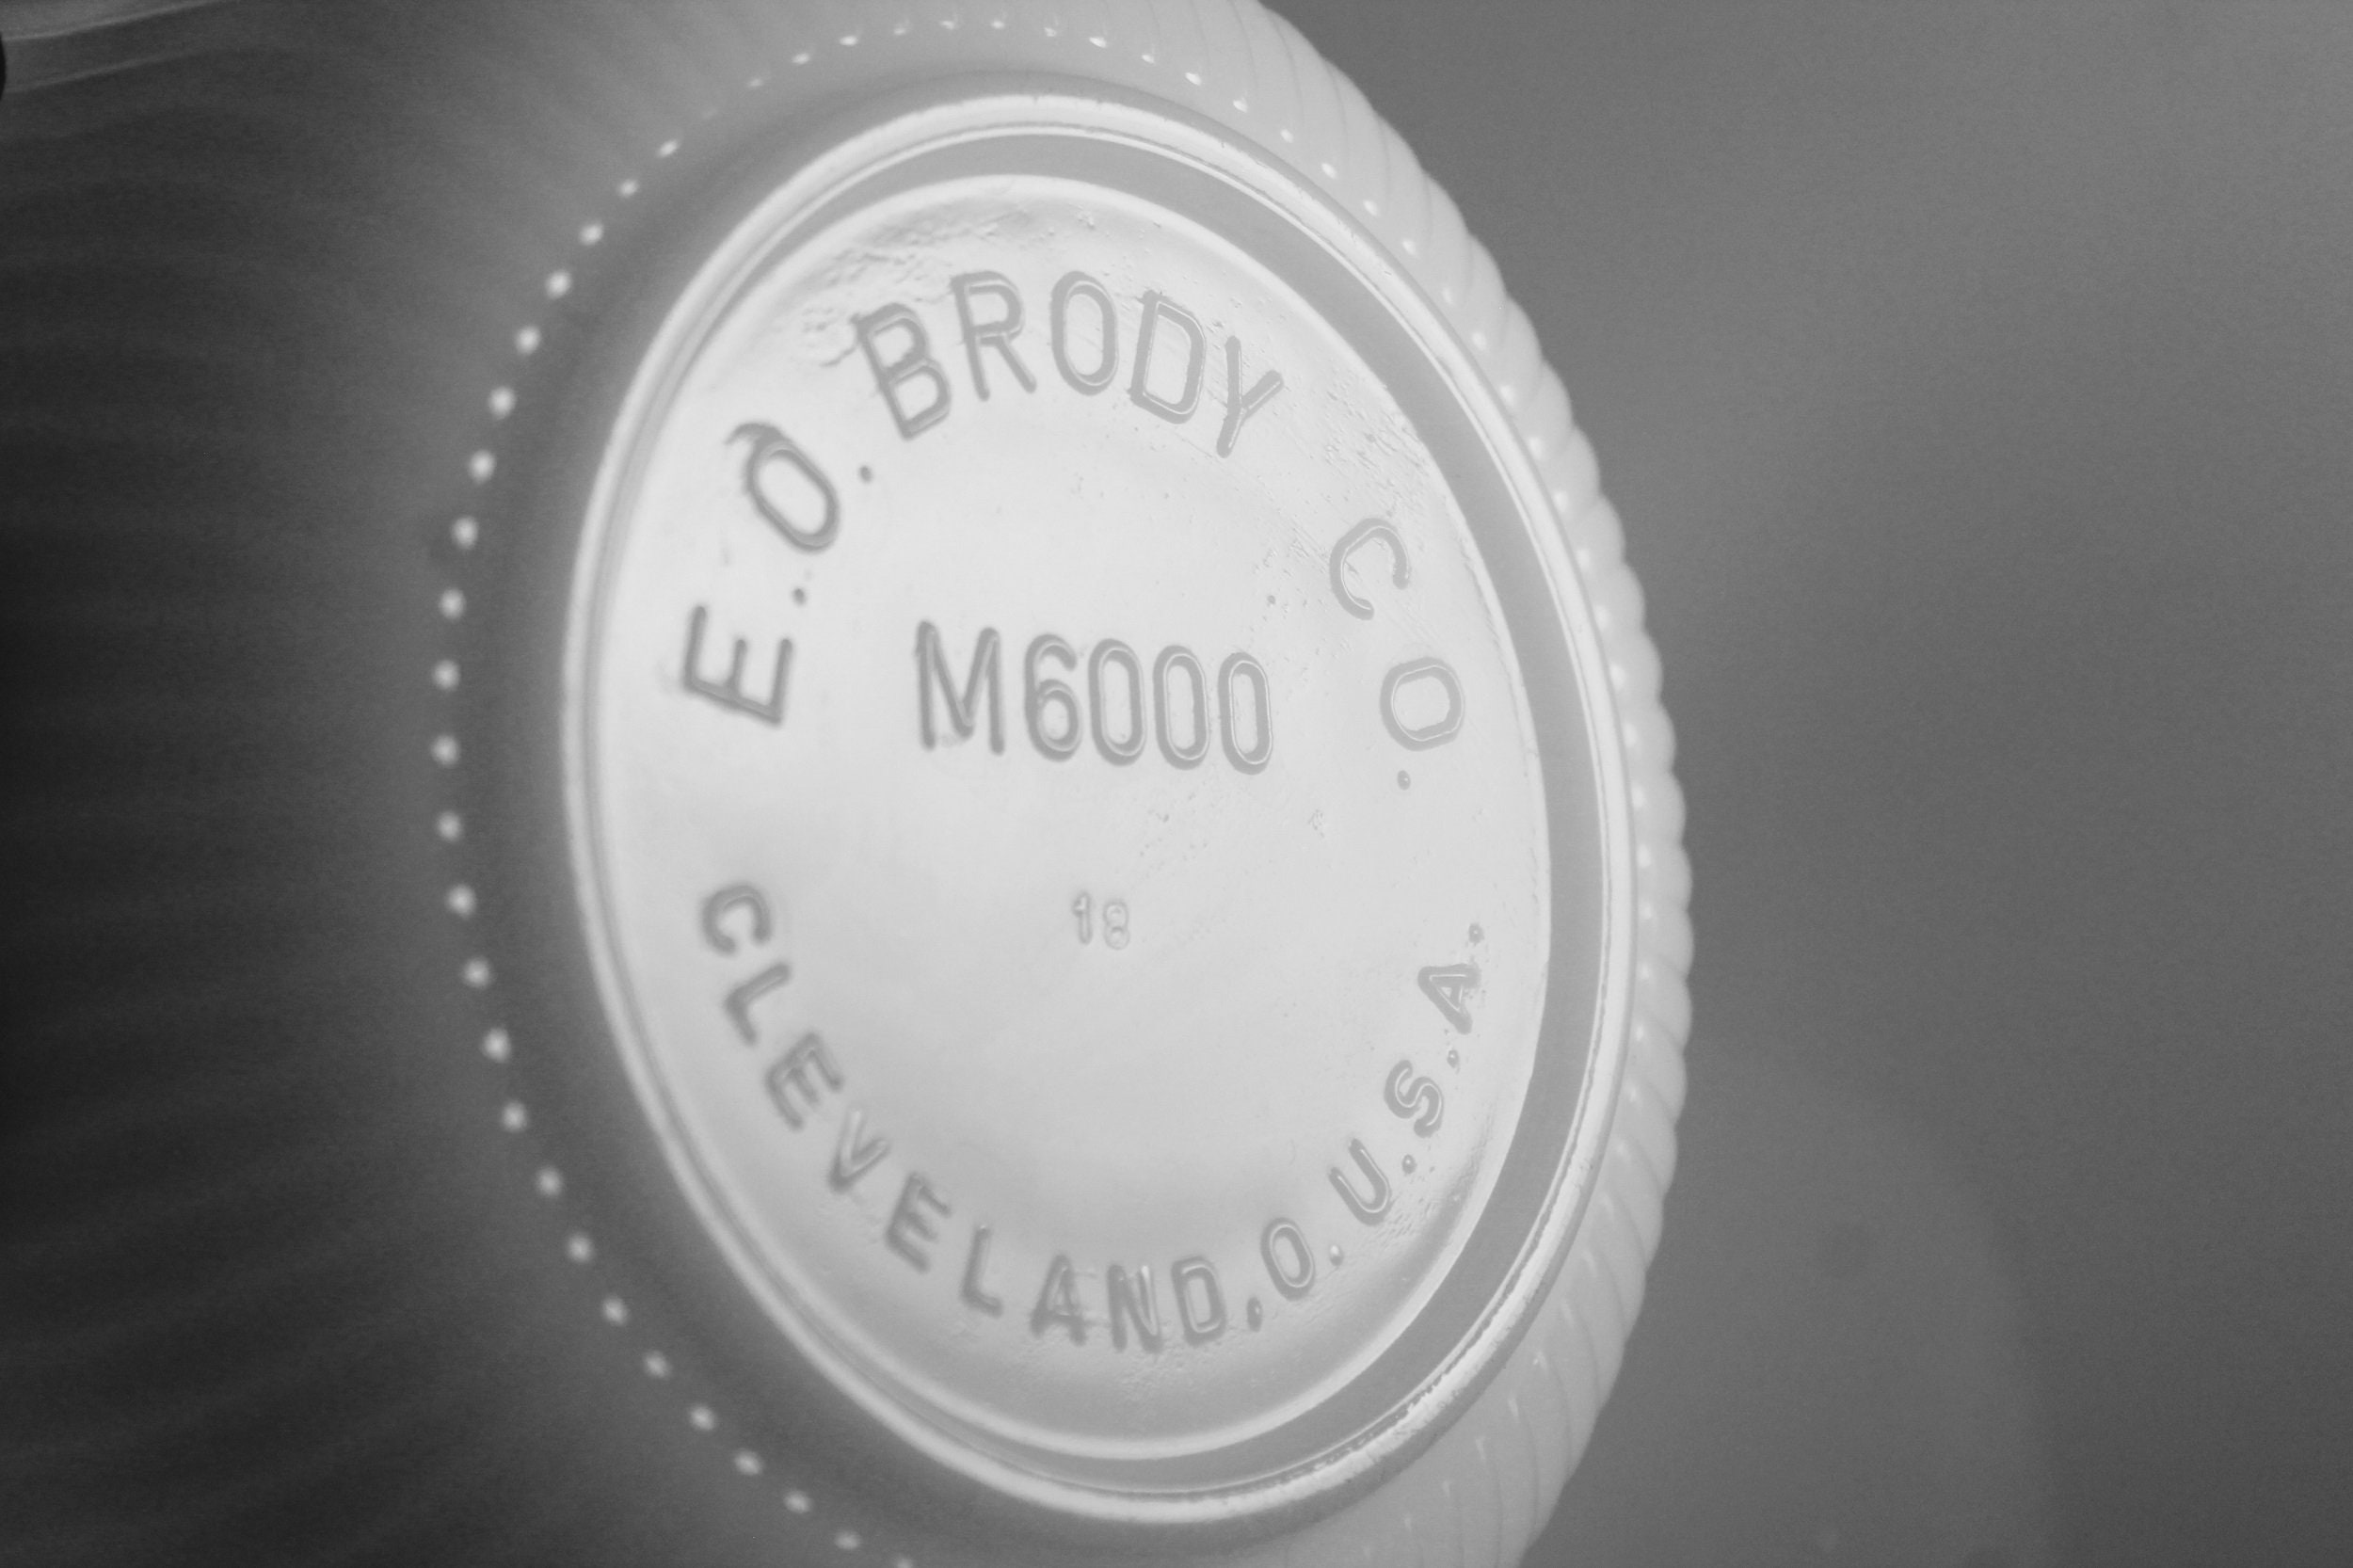 E.O. BRODY CO.
M6000
18
CLEVELAND, O. U.S.A.